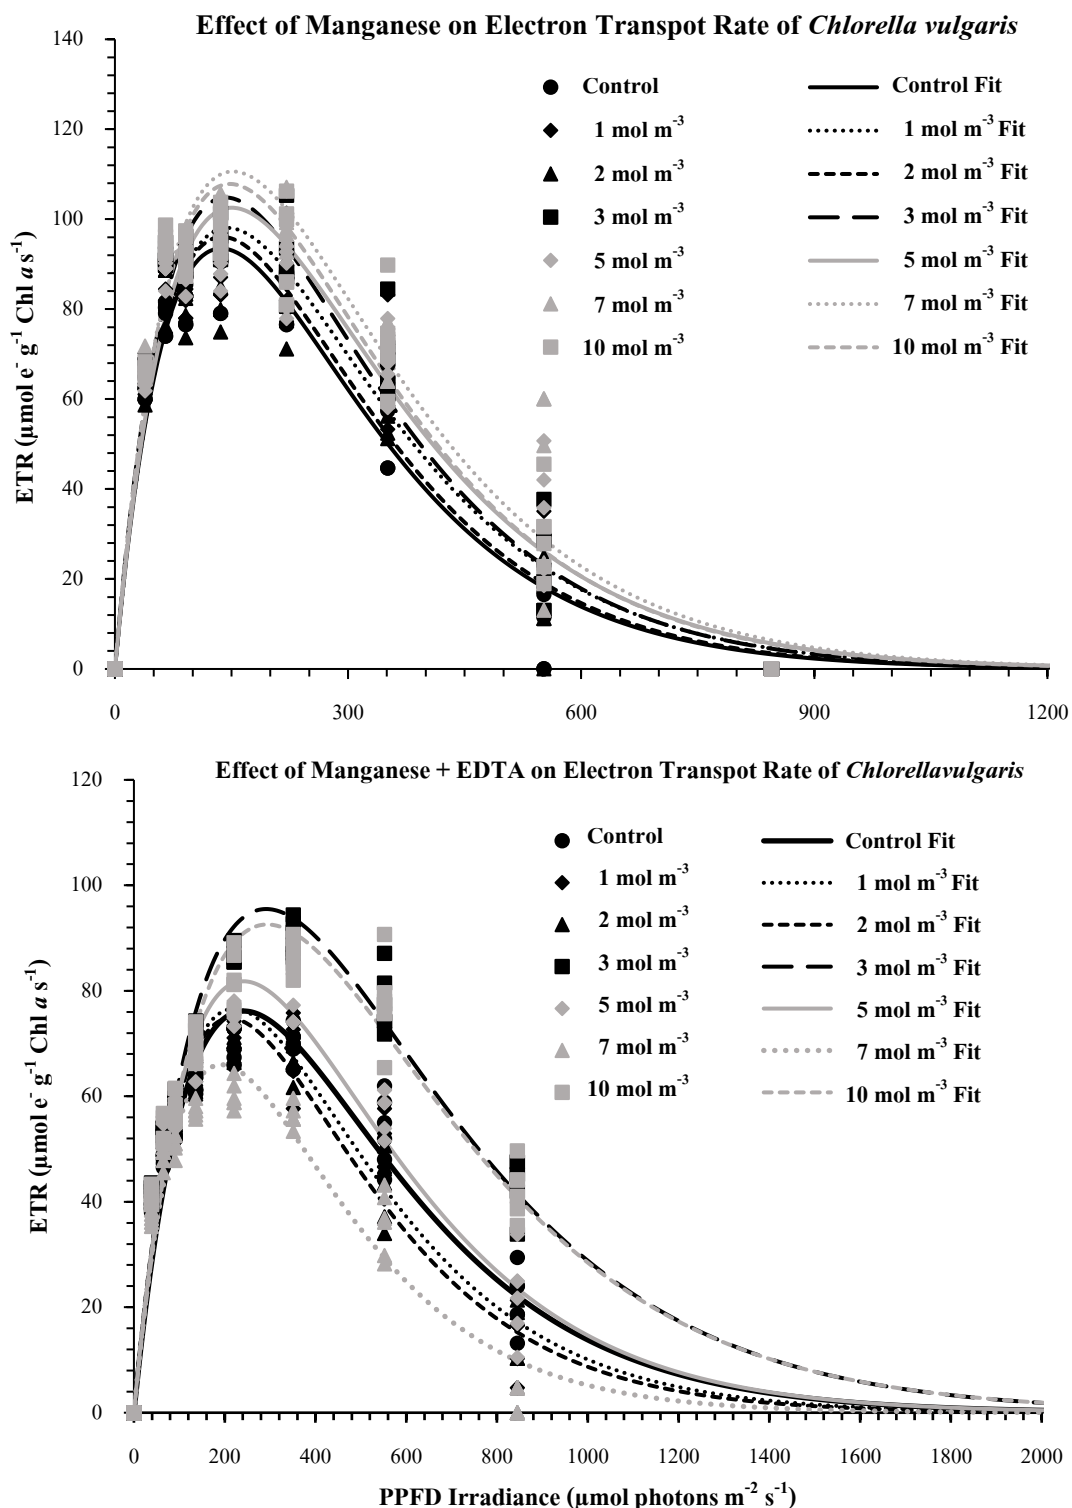 Effect of Manganese on Electron Transpot Rate of Chlorella vulgaris
140
120
100
80
60
40
20
0
ETR (µmol e⁻ g⁻¹ Chl a s⁻¹)
Control
1 mol m⁻³
2 mol m⁻³
3 mol m⁻³
5 mol m⁻³
7 mol m⁻³
10 mol m⁻³
Control Fit
1 mol m⁻³ Fit
2 mol m⁻³ Fit
3 mol m⁻³ Fit
5 mol m⁻³ Fit
7 mol m⁻³ Fit
10 mol m⁻³ Fit
0 300 600 900 1200
Effect of Manganese + EDTA on Electron Transpot Rate of Chlorellavulgaris
120
100
80
60
40
20
0
ETR (µmol e⁻ g⁻¹ Chl a s⁻¹)
Control
1 mol m⁻³
2 mol m⁻³
3 mol m⁻³
5 mol m⁻³
7 mol m⁻³
10 mol m⁻³
Control Fit
1 mol m⁻³ Fit
2 mol m⁻³ Fit
3 mol m⁻³ Fit
5 mol m⁻³ Fit
7 mol m⁻³ Fit
10 mol m⁻³ Fit
0 200 400 600 800 1000 1200 1400 1600 1800 2000
PPFD Irradiance (µmol photons m⁻² s⁻¹)